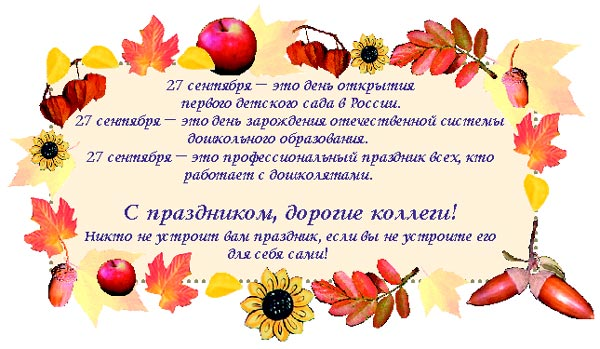 27 сентября — это день открытия
первого детского сада в России.
27 сентября — это день зарождения отечественной системы
дошкольного образования.
27 сентября — это профессиональный праздник всех, кто
работает с дошколятами.
С праздником, дорогие коллеги!
Никто не устроит вам праздник, если вы не устроите его
для себя сами!